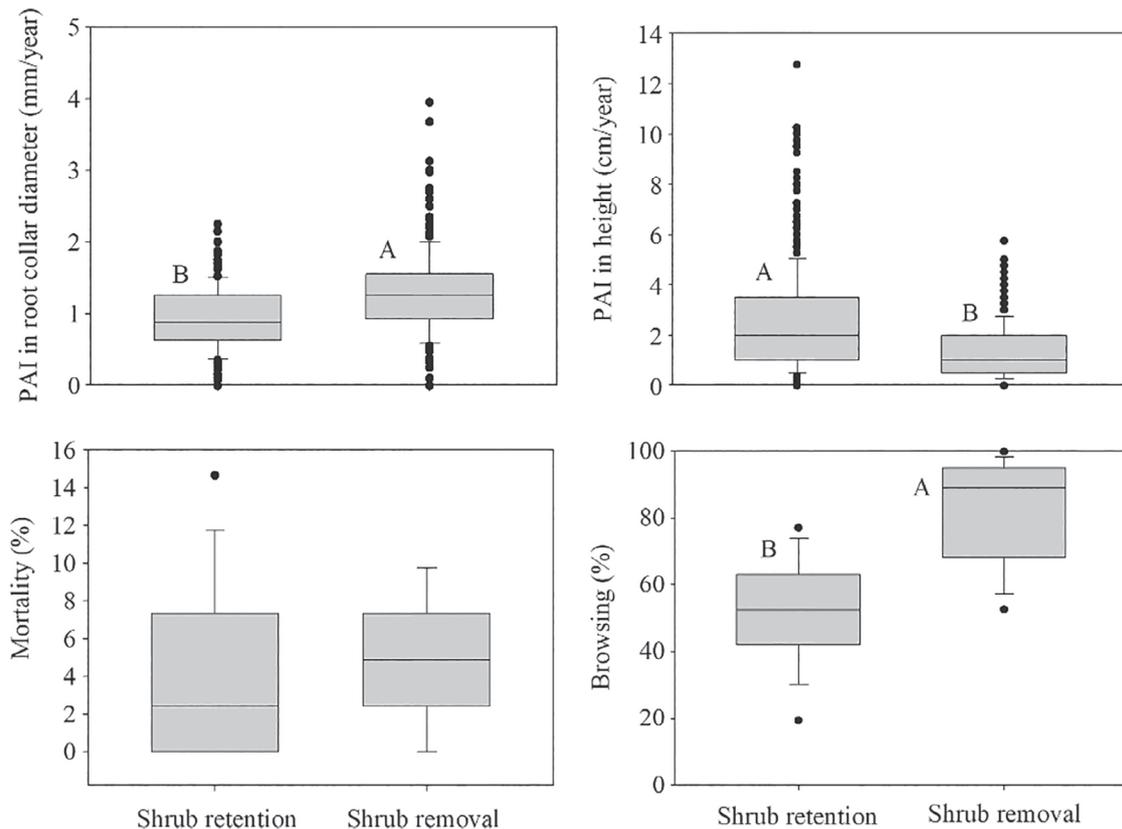 PAI in root collar diameter (mm/year)
5
4
3
2
1
0
B
A
PAI in height (cm/year)
14
12
10
8
6
4
2
0
A
B
Mortality (%)
16
14
12
10
8
6
4
2
0
Shrub retention
Shrub removal
Browsing (%)
100
80
60
40
20
0
B
A
Shrub retention
Shrub removal